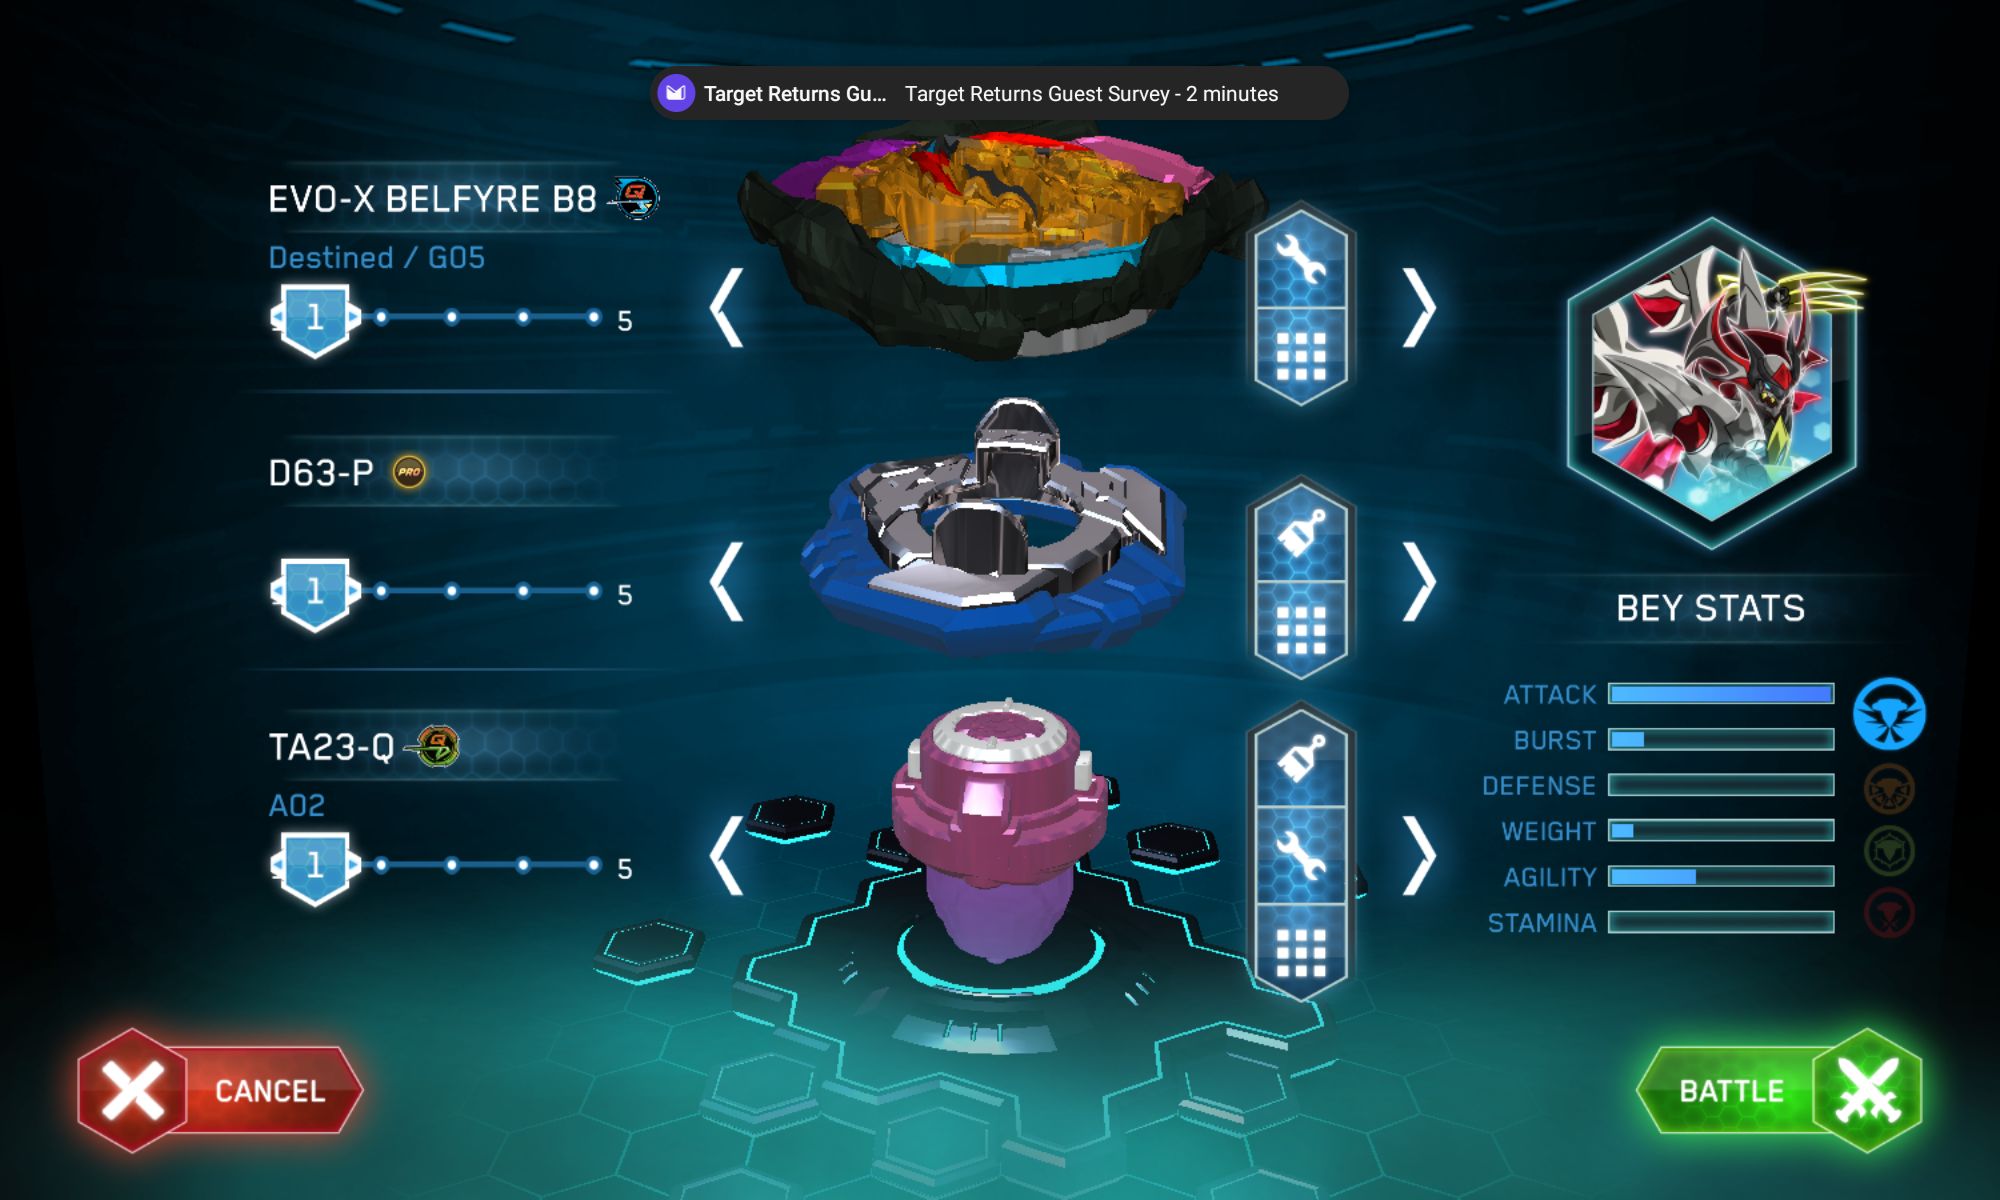 Target Returns Gu... Target Returns Guest Survey - 2 minutes
EVO-X BELFYRE B8
Destined / G05
1 5
D63-P PRO
1 5
TA23-Q
A02
1 5
BEY STATS
ATTACK
BURST
DEFENSE
WEIGHT
AGILITY
STAMINA
CANCEL
BATTLE